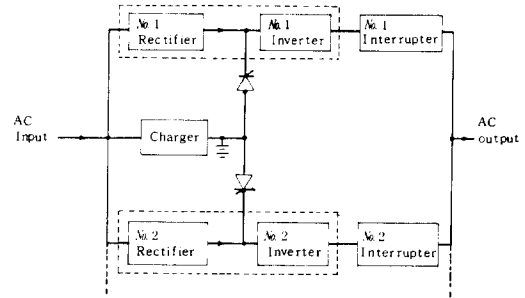 No. 1
Rectifier
No. 1
Inverter
No. 1
Interrupter
AC
Input
Charger
AC
output
No. 2
Rectifier
No. 2
Inverter
No. 2
Interrupter